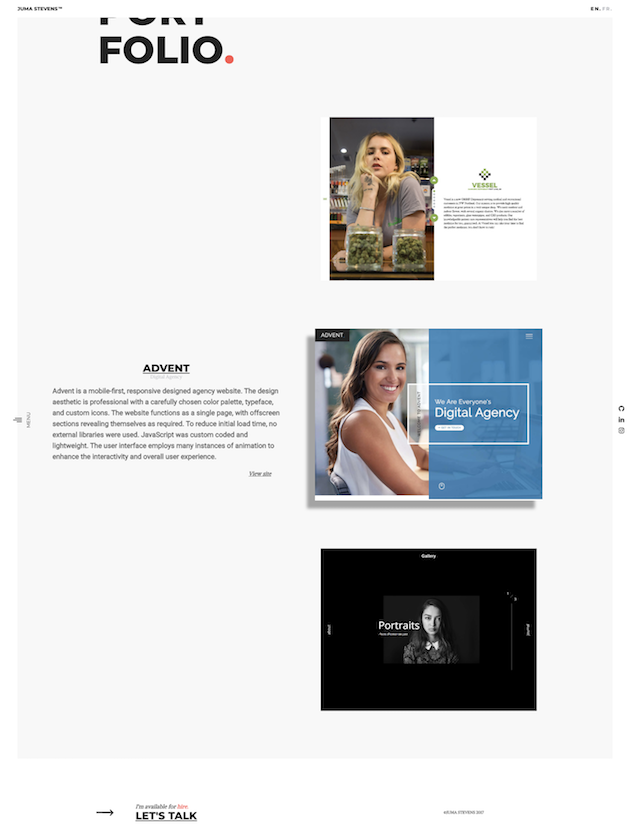 JUMA STEVENS™
EN. FR.
PORT
FOLIO.
VESSEL
ADVENT
Digital Agency
Advent is a mobile-first, responsive designed agency website. The design
aesthetic is professional with a carefully chosen color palette, typeface,
and custom icons. The website functions as a single page, with offscreen
sections revealing themselves as required. To reduce initial load time, no
external libraries were used. JavaScript was custom coded and
lightweight. The user interface employs many instances of animation to
enhance the interactivity and overall user experience.
View site
MENU
ADVENT
We Are Everyone's
Digital Agency
Gallery
about
Portraits
journal
I'm available for hire.
LET'S TALK
©JUMA STEVENS 2017